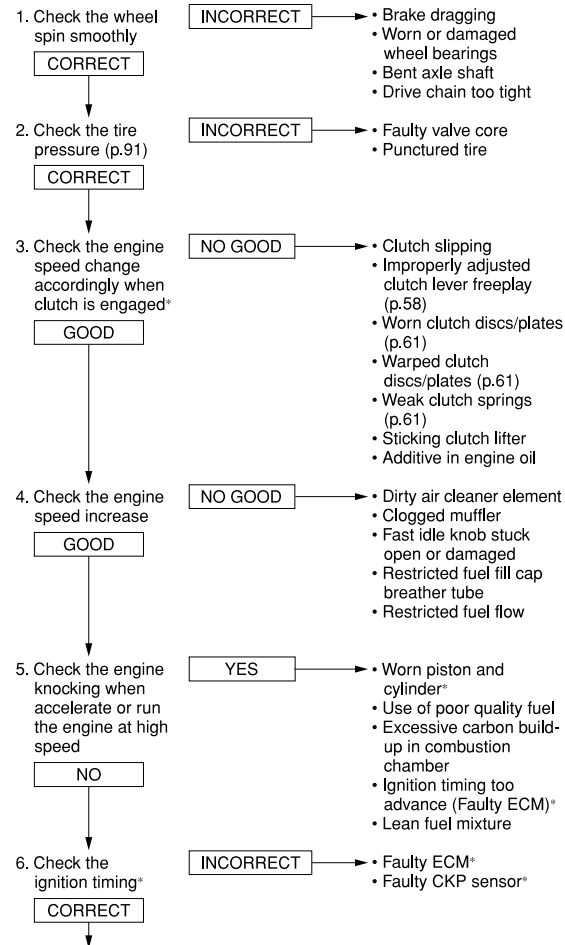 1. Check the wheel
spin smoothly
CORRECT
INCORRECT
• Brake dragging
• Worn or damaged
wheel bearings
• Bent axle shaft
• Drive chain too tight
2. Check the tire
pressure (p.91)
CORRECT
INCORRECT
• Faulty valve core
• Punctured tire
3. Check the engine
speed change
accordingly when
clutch is engaged*
GOOD
NO GOOD
• Clutch slipping
• Improperly adjusted
clutch lever freeplay
(p.58)
• Worn clutch discs/plates
(p.61)
• Warped clutch
discs/plates (p.61)
• Weak clutch springs
(p.61)
• Sticking clutch lifter
• Additive in engine oil
4. Check the engine
speed increase
GOOD
NO GOOD
• Dirty air cleaner element
• Clogged muffler
• Fast idle knob stuck
open or damaged
• Restricted fuel fill cap
breather tube
• Restricted fuel flow
5. Check the engine
knocking when
accelerate or run
the engine at high
speed
NO
YES
• Worn piston and
cylinder*
• Use of poor quality fuel
• Excessive carbon build-
up in combustion
chamber
• Ignition timing too
advance (Faulty ECM)*
• Lean fuel mixture
6. Check the
ignition timing*
CORRECT
INCORRECT
• Faulty ECM*
• Faulty CKP sensor*